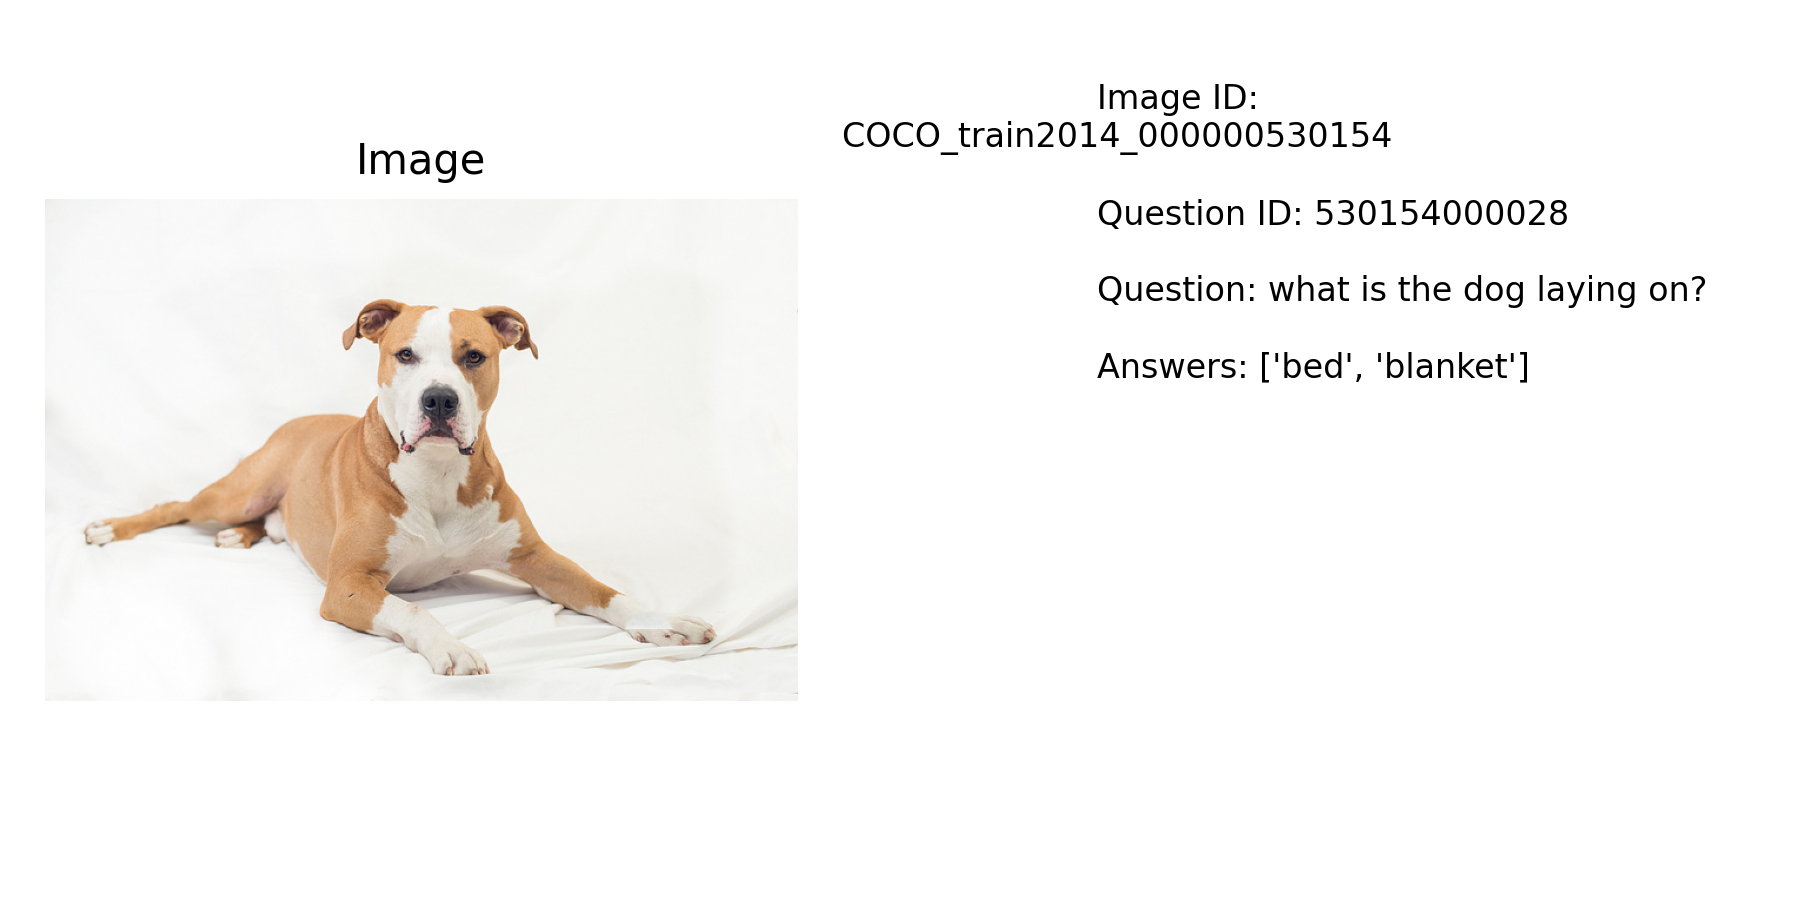 Image
Image ID:
COCO_train2014_000000530154
Question ID: 530154000028
Question: what is the dog laying on?
Answers: ['bed', 'blanket']